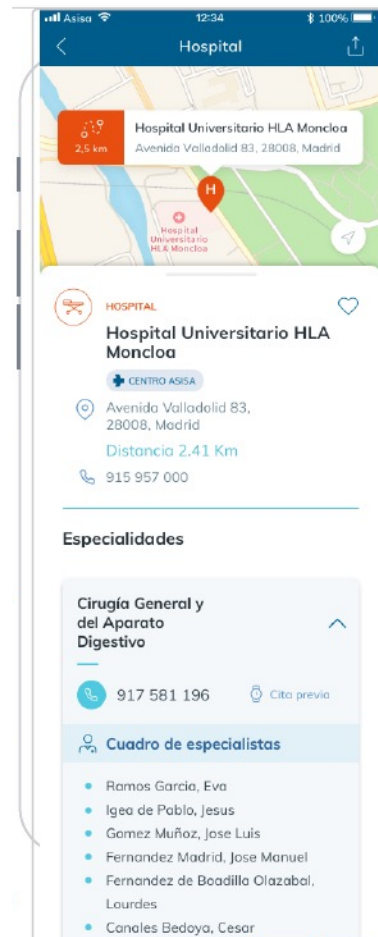 Asisa 12:34 100%
Hospital
Hospital Universitario HLA Moncloa
2,5 km Avenida Valladolid 83, 28008, Madrid
H
Hospital
Universitario
HLA Moncloa
HOSPITAL
Hospital Universitario HLA
Moncloa
CENTRO ASISA
Avenida Valladolid 83,
28008, Madrid
Distancia 2.41 Km
915 957 000
Especialidades
Cirugía General y
del Aparato
Digestivo
917 581 196 Cita previa
Cuadro de especialistas
Ramos Garcia, Eva
Igea de Pablo, Jesus
Gomez Muñoz, Jose Luis
Fernandez Madrid, Jose Manuel
Fernandez de Boadilla Olazabal,
Lourdes
Canales Bedoya, Cesar